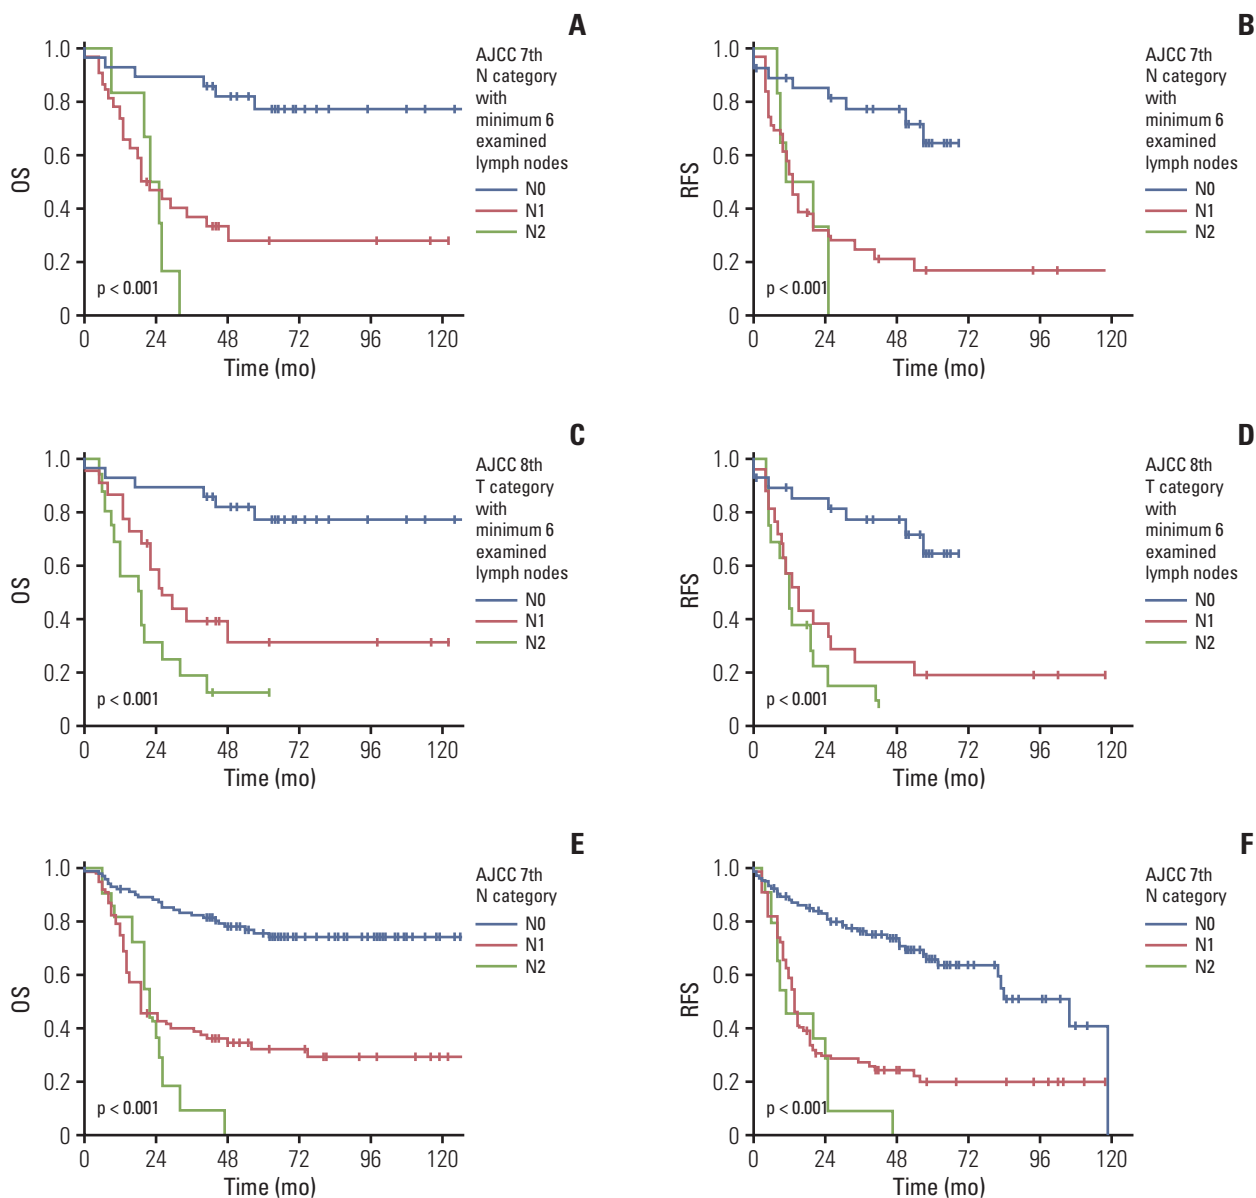 A
OS
1.0
0.8
0.6
0.4
0.2
0
p < 0.001
0 24 48 72 96 120
Time (mo)
AJCC 7th
N category
with
minimum 6
examined
lymph nodes
N0
N1
N2
B
RFS
1.0
0.8
0.6
0.4
0.2
0
p < 0.001
0 24 48 72 96 120
Time (mo)
AJCC 7th
N category
with
minimum 6
examined
lymph nodes
N0
N1
N2
C
OS
1.0
0.8
0.6
0.4
0.2
0
p < 0.001
0 24 48 72 96 120
Time (mo)
AJCC 8th
T category
with
minimum 6
examined
lymph nodes
N0
N1
N2
D
RFS
1.0
0.8
0.6
0.4
0.2
0
p < 0.001
0 24 48 72 96 120
Time (mo)
AJCC 8th
T category
with
minimum 6
examined
lymph nodes
N0
N1
N2
E
OS
1.0
0.8
0.6
0.4
0.2
0
p < 0.001
0 24 48 72 96 120
Time (mo)
AJCC 7th
N category
N0
N1
N2
F
RFS
1.0
0.8
0.6
0.4
0.2
0
p < 0.001
0 24 48 72 96 120
Time (mo)
AJCC 7th
N category
N0
N1
N2